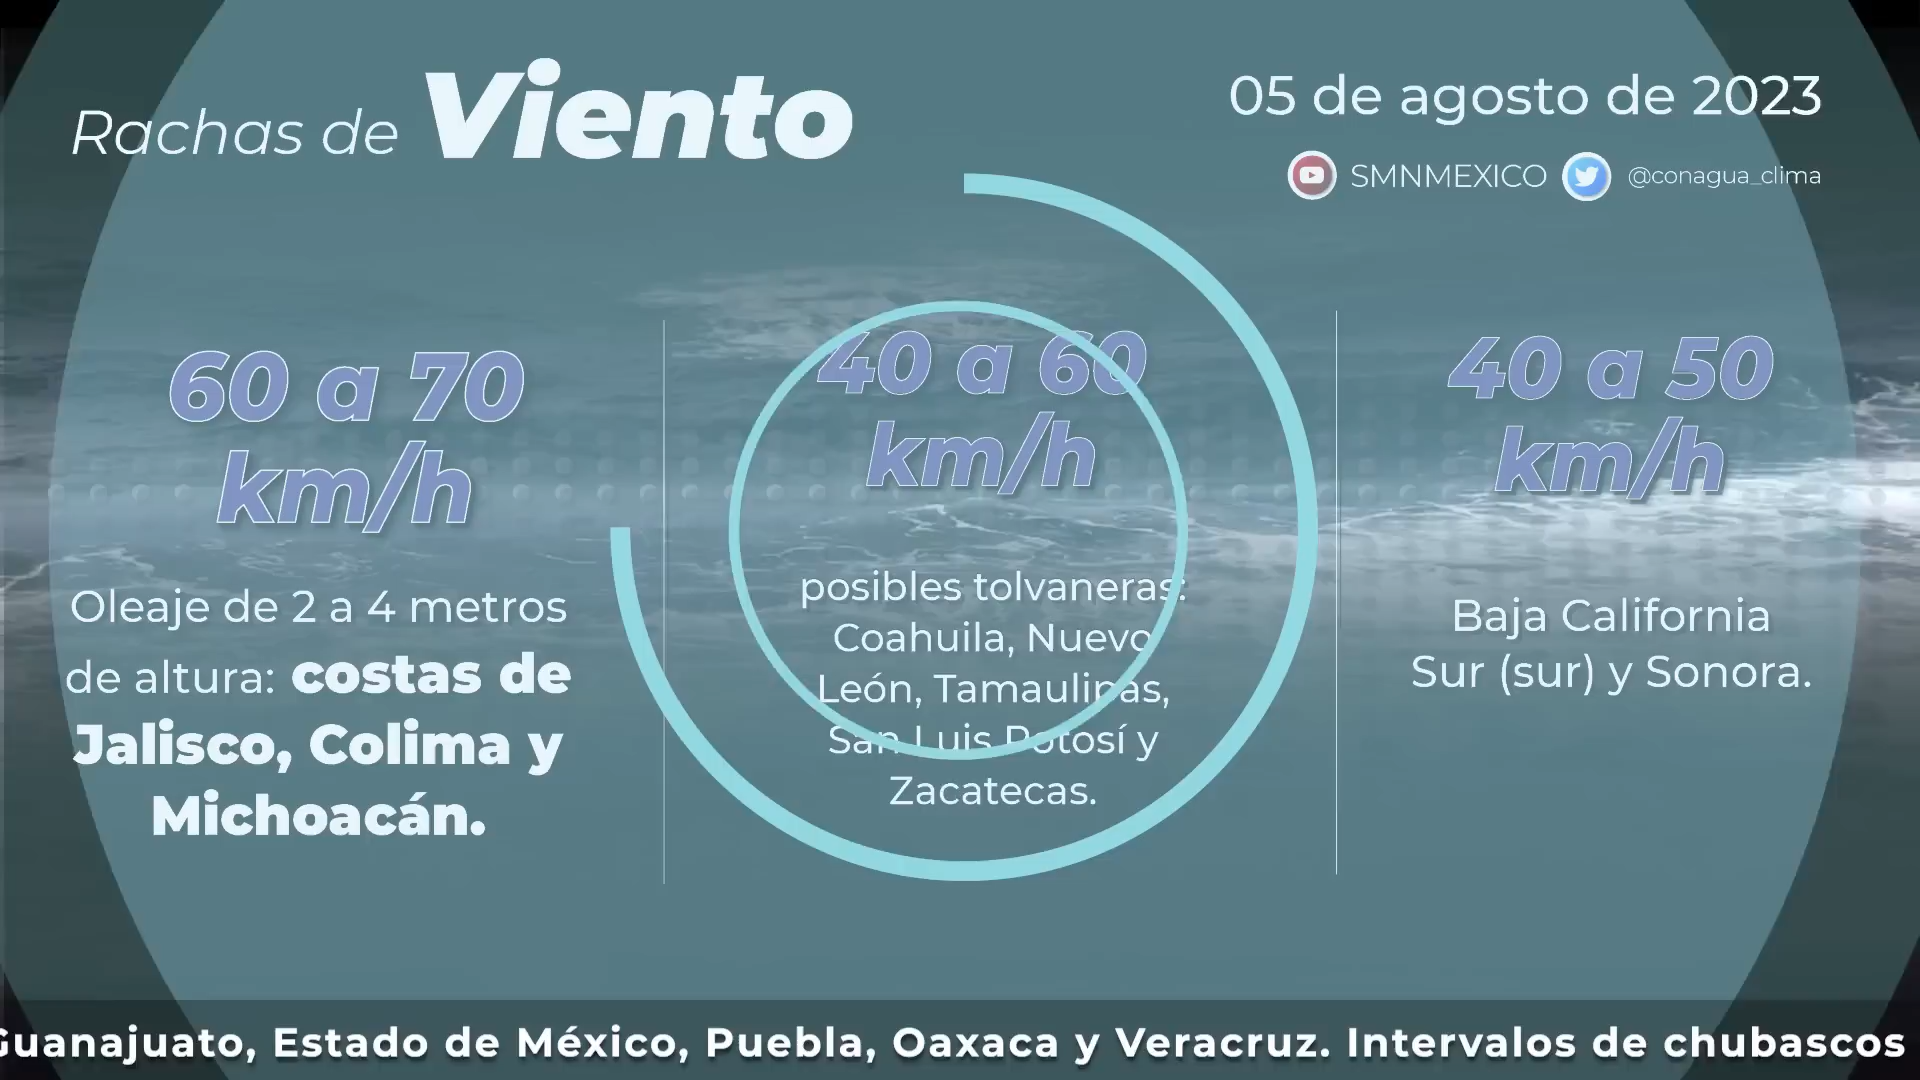 Rachas de Viento
05 de agosto de 2023
SMNMEXICO @conagua_clima
60 a 70
km/h
Oleaje de 2 a 4 metros
de altura: costas de
Jalisco, Colima y
Michoacán.
40 a 60
km/h
posibles tolvaneras:
Coahuila, Nuevo
León, Tamaulipas,
San Luis Potosí y
Zacatecas.
40 a 50
km/h
Baja California
Sur (sur) y Sonora.
Guanajuato, Estado de México, Puebla, Oaxaca y Veracruz. Intervalos de chubascos